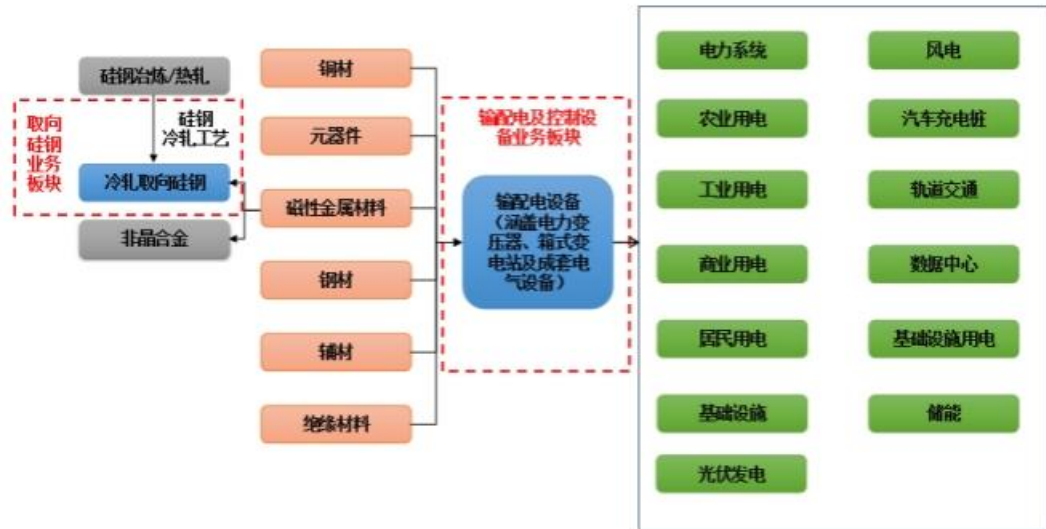 硅钢冶炼/热轧
取向
硅钢
业务
板块
硅钢
冷轧工艺
冷轧取向硅钢
非晶合金
铜材
元器件
磁性金属材料
钢材
辅材
绝缘材料
输配电及控制设
备业务板块
输配电设备
（涵盖电力变
压器、箱式变
电站及成套电
气设备）
电力系统
风电
农业用电
汽车充电桩
工业用电
轨道交通
商业用电
数据中心
居民用电
基础设施用电
基础设施
储能
光伏发电